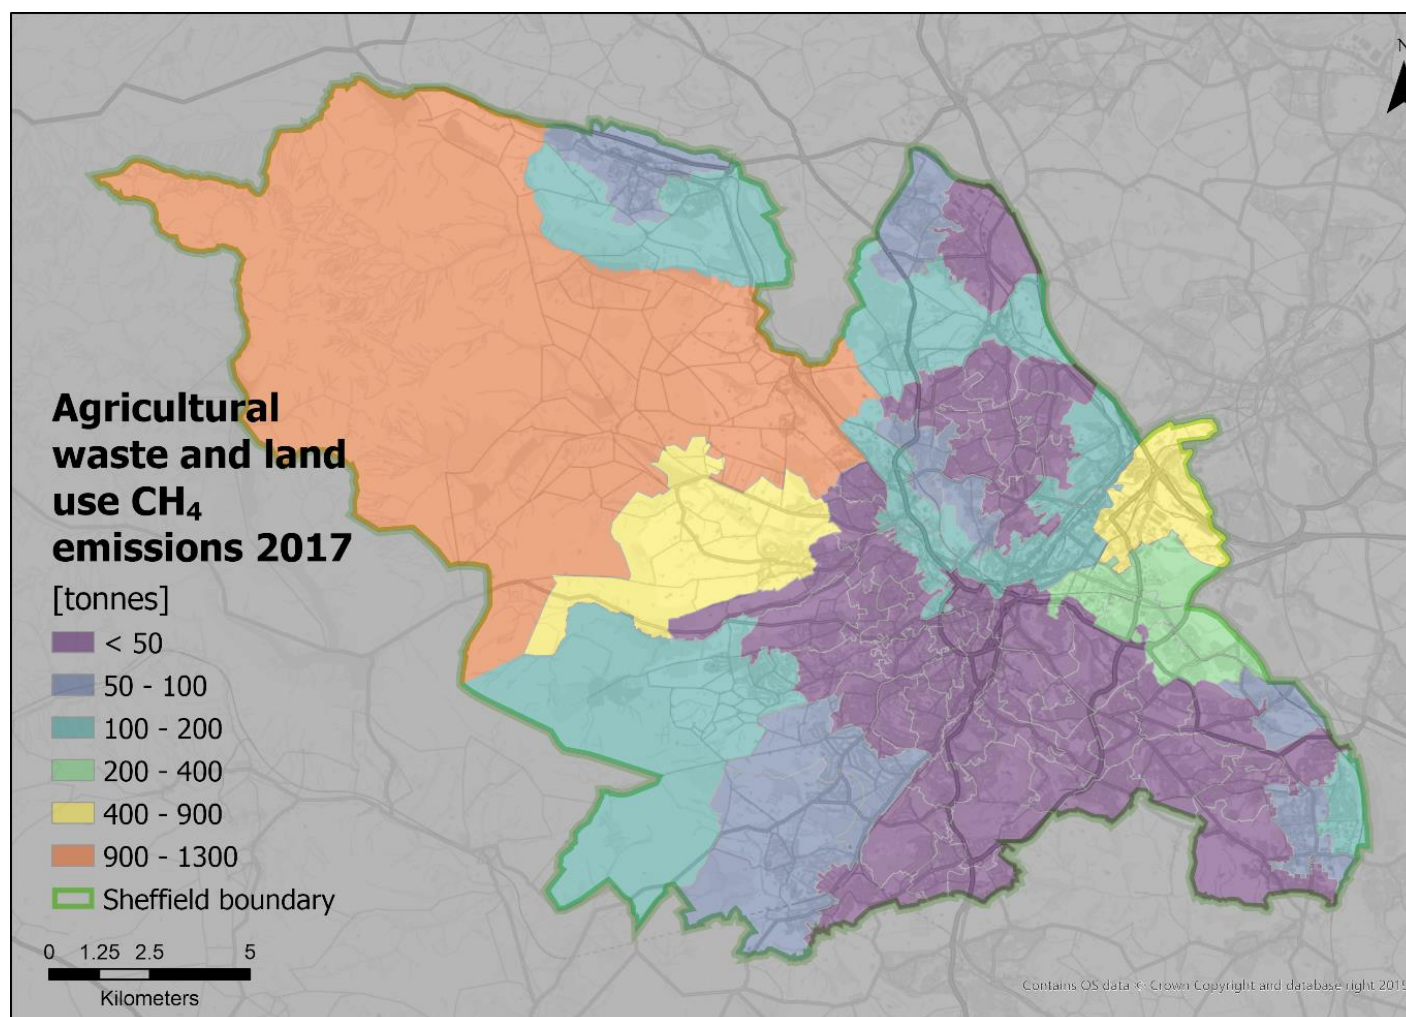 N
Agricultural
waste and land
use CH₄
emissions 2017
[tonnes]
< 50
50 - 100
100 - 200
200 - 400
400 - 900
900 - 1300
Sheffield boundary
0 1.25 2.5 5
Kilometers
Contains OS data © Crown Copyright and database right